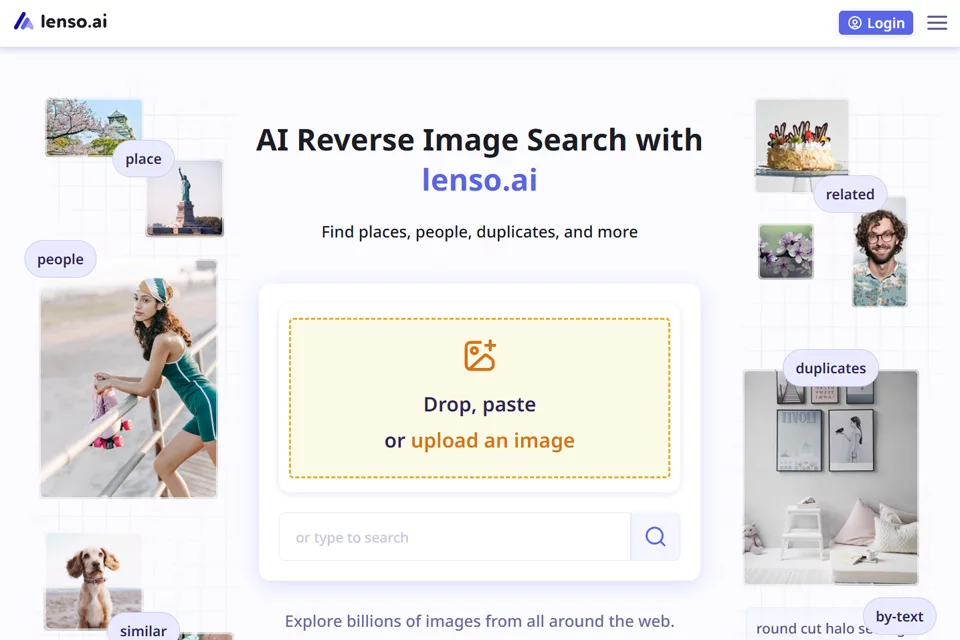 lenso.ai
Login
AI Reverse Image Search with
lenso.ai
Find places, people, duplicates, and more
place
people
similar
related
duplicates
by-text
round cut halo
Drop, paste
or upload an image
or type to search
Explore billions of images from all around the web.